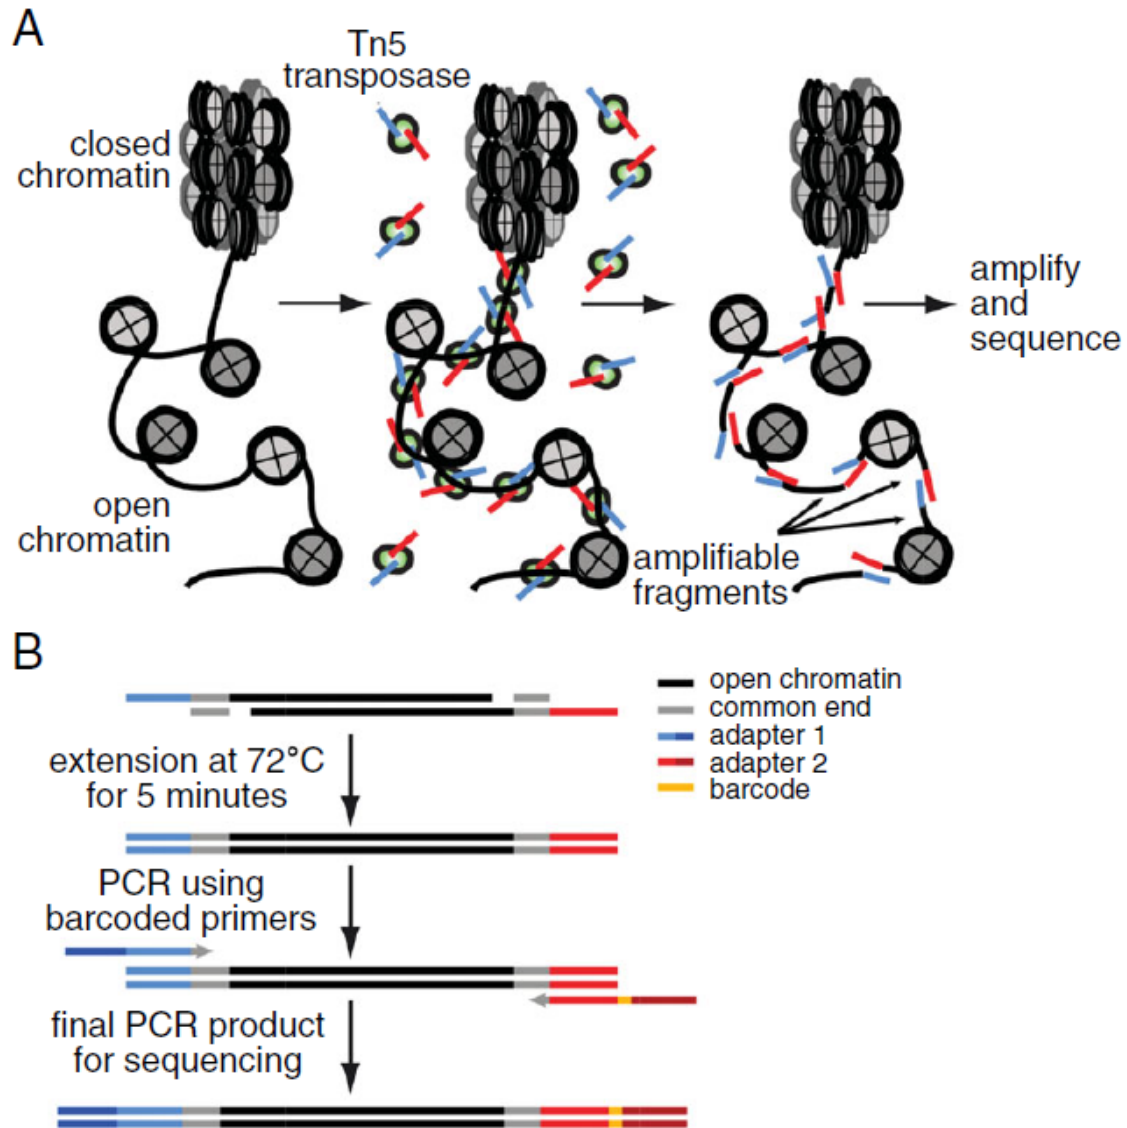 A
Tn5
transposase
closed
chromatin
amplify
and
sequence
open
chromatin
amplifiable
fragments
B
open chromatin
common end
adapter 1
adapter 2
barcode
extension at 72°C
for 5 minutes
PCR using
barcoded primers
final PCR product
for sequencing